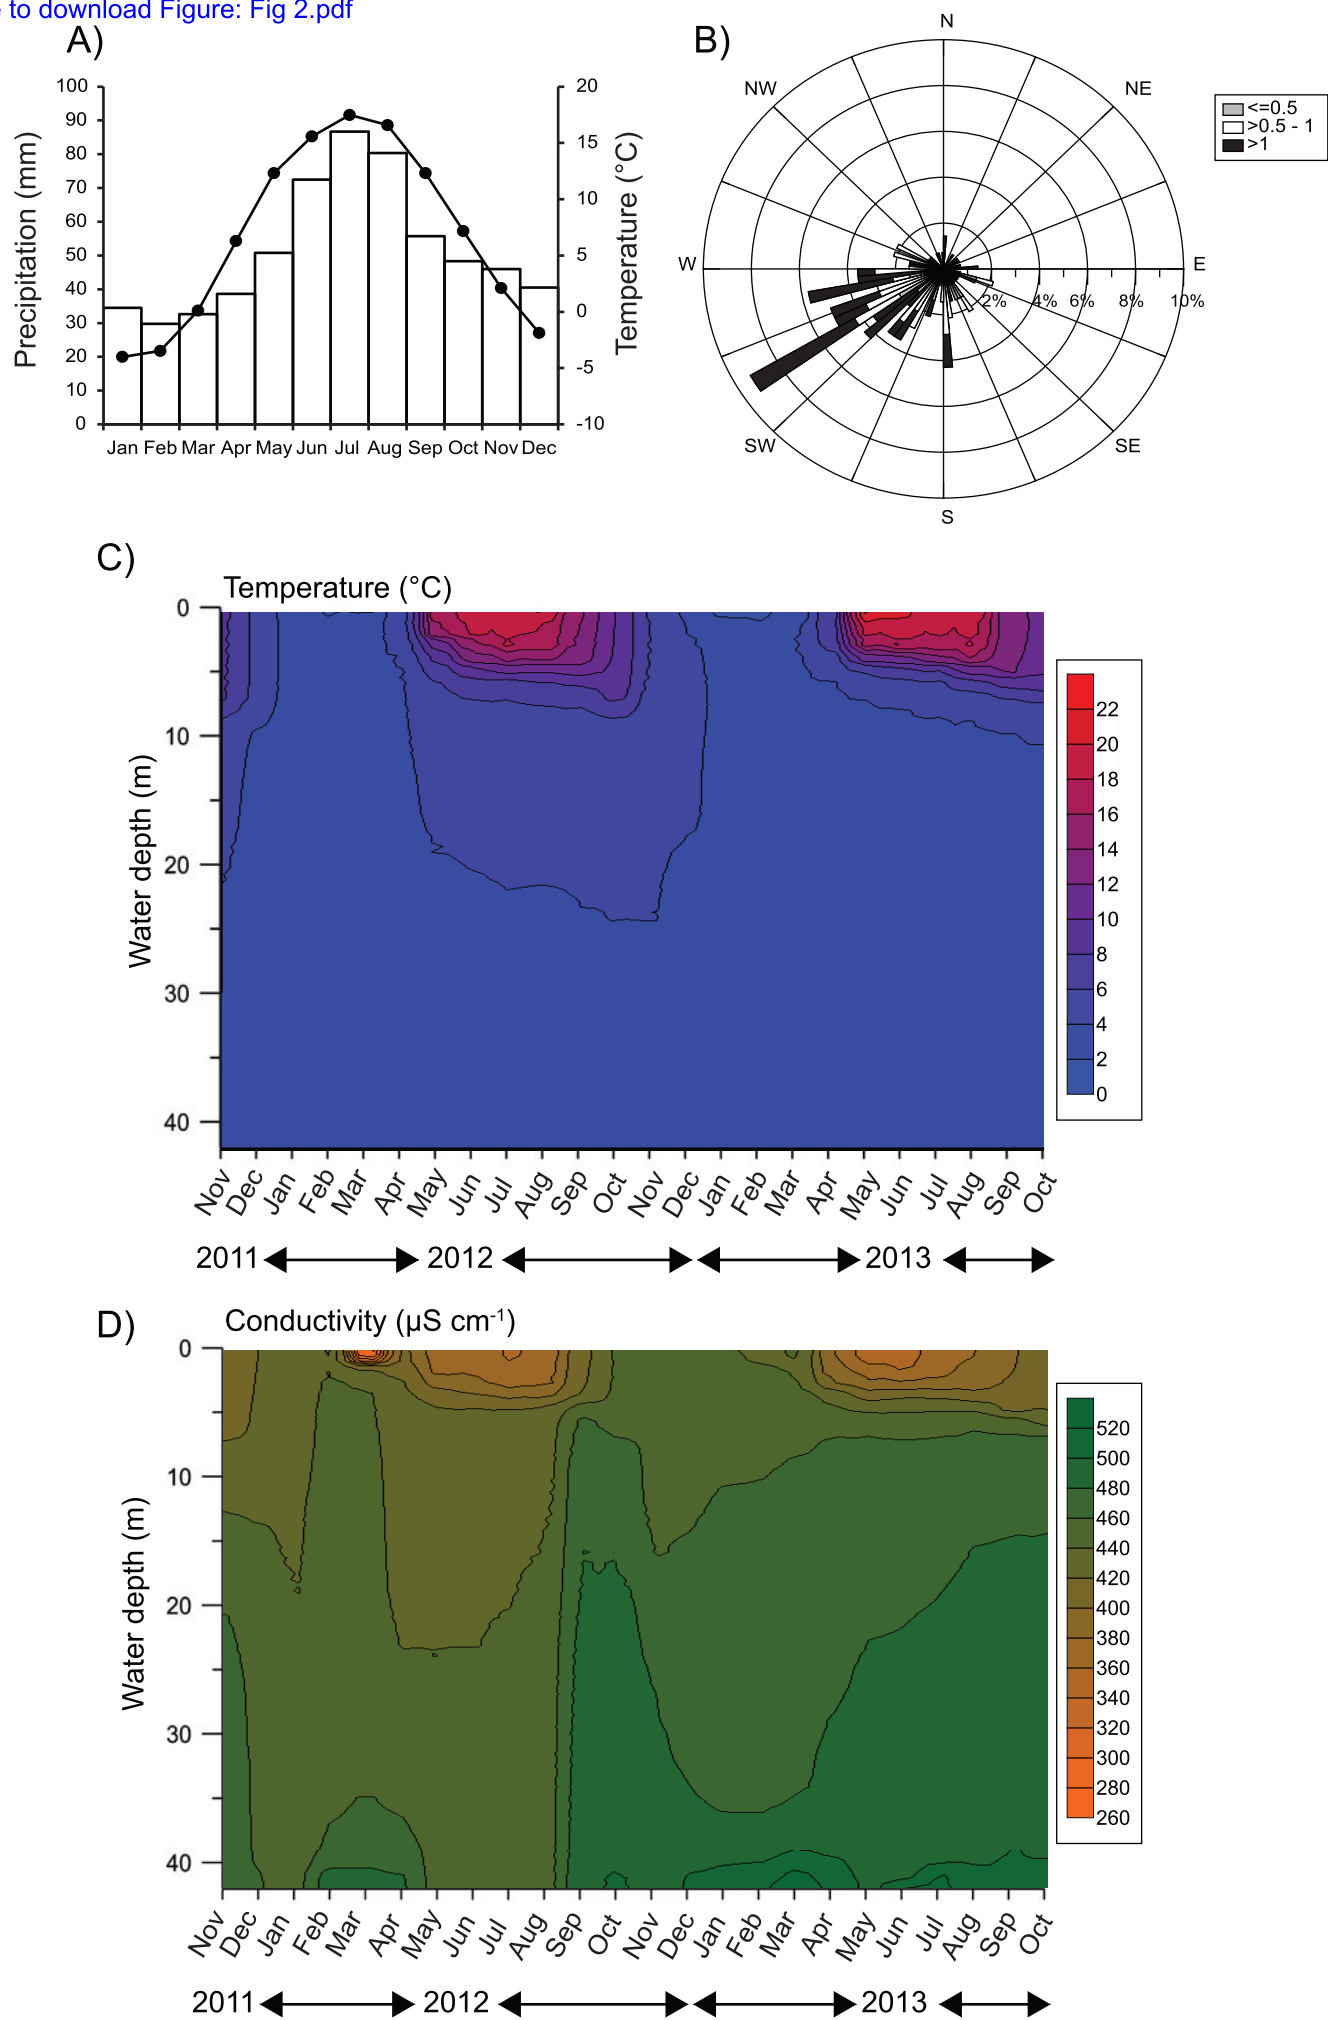 e to download Figure: Fig 2.pdf
A)
B)
100
90
80
70
60
50
40
30
20
10
0
Precipitation (mm)
20
15
10
5
0
-5
-10
Temperature (°C)
Jan Feb Mar Apr May Jun Jul Aug Sep Oct Nov Dec
N
NW
NE
W
E
2% 4% 6% 8% 10%
SW
SE
S
<=0.5
>0.5 - 1
>1
C)
Temperature (°C)
0
10
20
30
40
Water depth (m)
22
20
18
16
14
12
10
8
6
4
2
0
Nov Dec Jan Feb Mar Apr May Jun Jul Aug Sep Oct Nov Dec Jan Feb Mar Apr May Jun Jul Aug Sep Oct
2011 2012 2013
D)
Conductivity (µS cm-1)
0
10
20
30
40
Water depth (m)
520
500
480
460
440
420
400
380
360
340
320
300
280
260
Nov Dec Jan Feb Mar Apr May Jun Jul Aug Sep Oct Nov Dec Jan Feb Mar Apr May Jun Jul Aug Sep Oct
2011 2012 2013